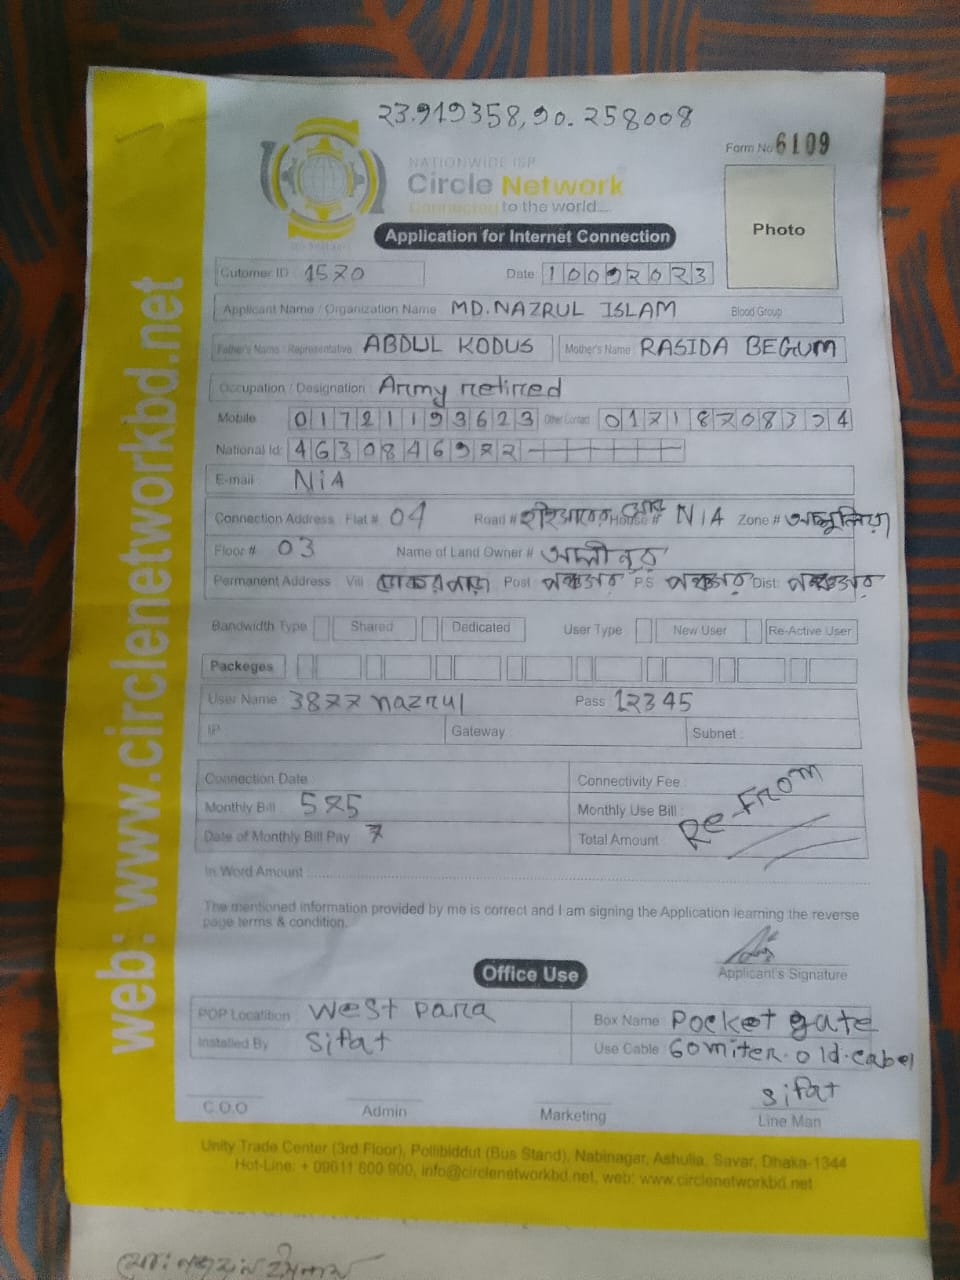 23.919358,90.258008
Form No 6109
NATIONWIDE ISP
Circle Network
Connected to the world....
Photo
Application for Internet Connection
Cutomer ID : 1570 Date : 10092023
Applicant Name / Organization Name MD.NAZRUL ISLAM Blood Group
Father's Name / Representative ABDUL KODUS Mother's Name : RASIDA BEGUM
Occupation / Designation : Army retired
Mobile 01721193623 Other Contact 01718708324
National Id: 4630846972
E-mail : NiA
Connection Address : Flat # 04 Road # House # NiA Zone #
Floor # 03 Name of Land Owner # আলী নুর
Permanent Address Vill Post P.S Dist:
Bandwidth Type Shared Dedicated User Type New User Re-Active User
Packeges
User Name : 3877nazrul Pass : 12345
IP Gateway : Subnet :
Connection Date : Connectivity Fee :
Monthly Bill : 575 Monthly Use Bill :
Date of Monthly Bill Pay 7 Total Amount : Re-From
In Word Amount
The mentioned information provided by me is correct and I am signing the Application learning the reverse
page terms & condition.
Applicant's Signature
Office Use
POP Locatition west para Box Name : Pocket gate
Installed By Sifat Use Cable : 60miter.old.cabel
sifat
C.O.O Admin Marketing Line Man
Unity Trade Center (3rd Floor), Pollibiddut (Bus Stand), Nabinagar, Ashulia, Savar, Dhaka-1344
Hot-Line: + 09611 800 900, info@circlenetworkbd.net, web: www.circlenetworkbd.net
web: www.circlenetworkbd.net